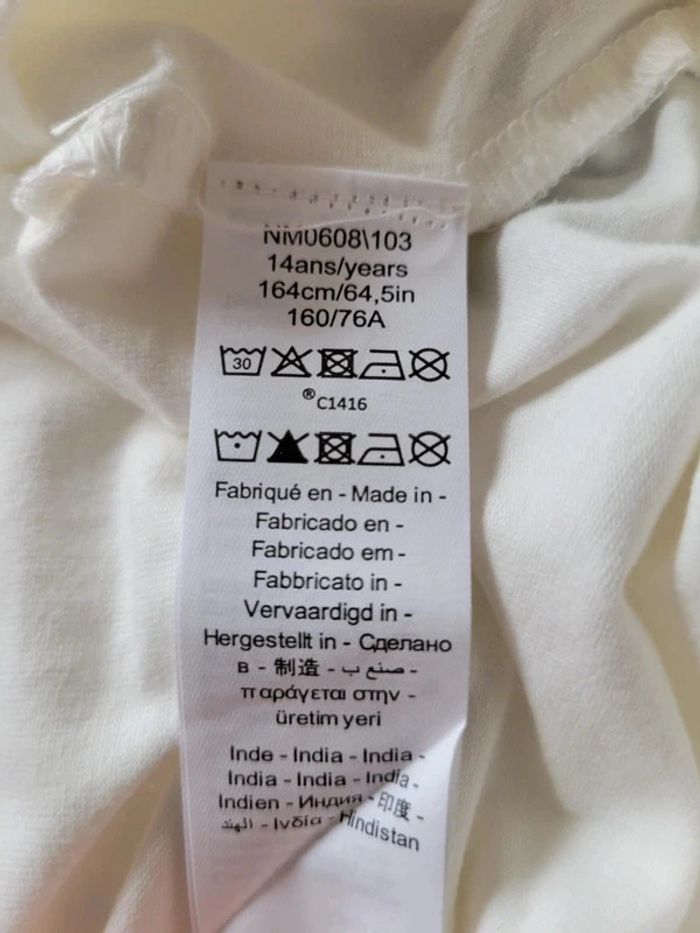 NM0608\103
14ans/years
164cm/64,5in
160/76A
30
®C1416
Fabriqué en - Made in -
Fabricado en -
Fabricado em -
Fabbricato in -
Vervaardigd in -
Hergestellt in - Сделано
в - 制造 - صنع ب -
παράγεται στην -
üretim yeri
Inde - India - India -
India - India - India -
Indien - Индия - 印度 -
الهند - Ινδία - Hindistan